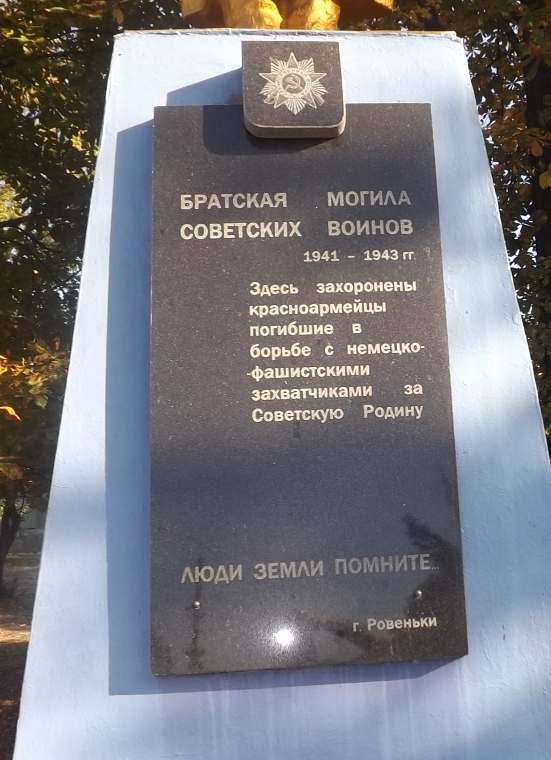 БРАТСКАЯ МОГИЛА
СОВЕТСКИХ ВОИНОВ
1941 – 1943 гг.
Здесь захоронены
красноармейцы
погибшие в
борьбе с немецко-
-фашистскими
захватчиками за
Советскую Родину
ЛЮДИ ЗЕМЛИ ПОМНИТЕ...
г. Ровеньки